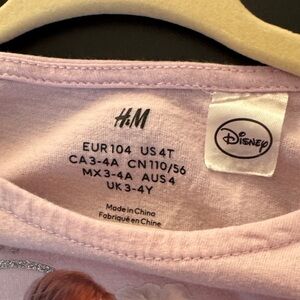 H&M
EUR 104 US 4T
CA 3-4A CN 110/56
MX 3-4A AUS 4
UK 3-4Y
Made in China
Fabriqué en Chine
Disney